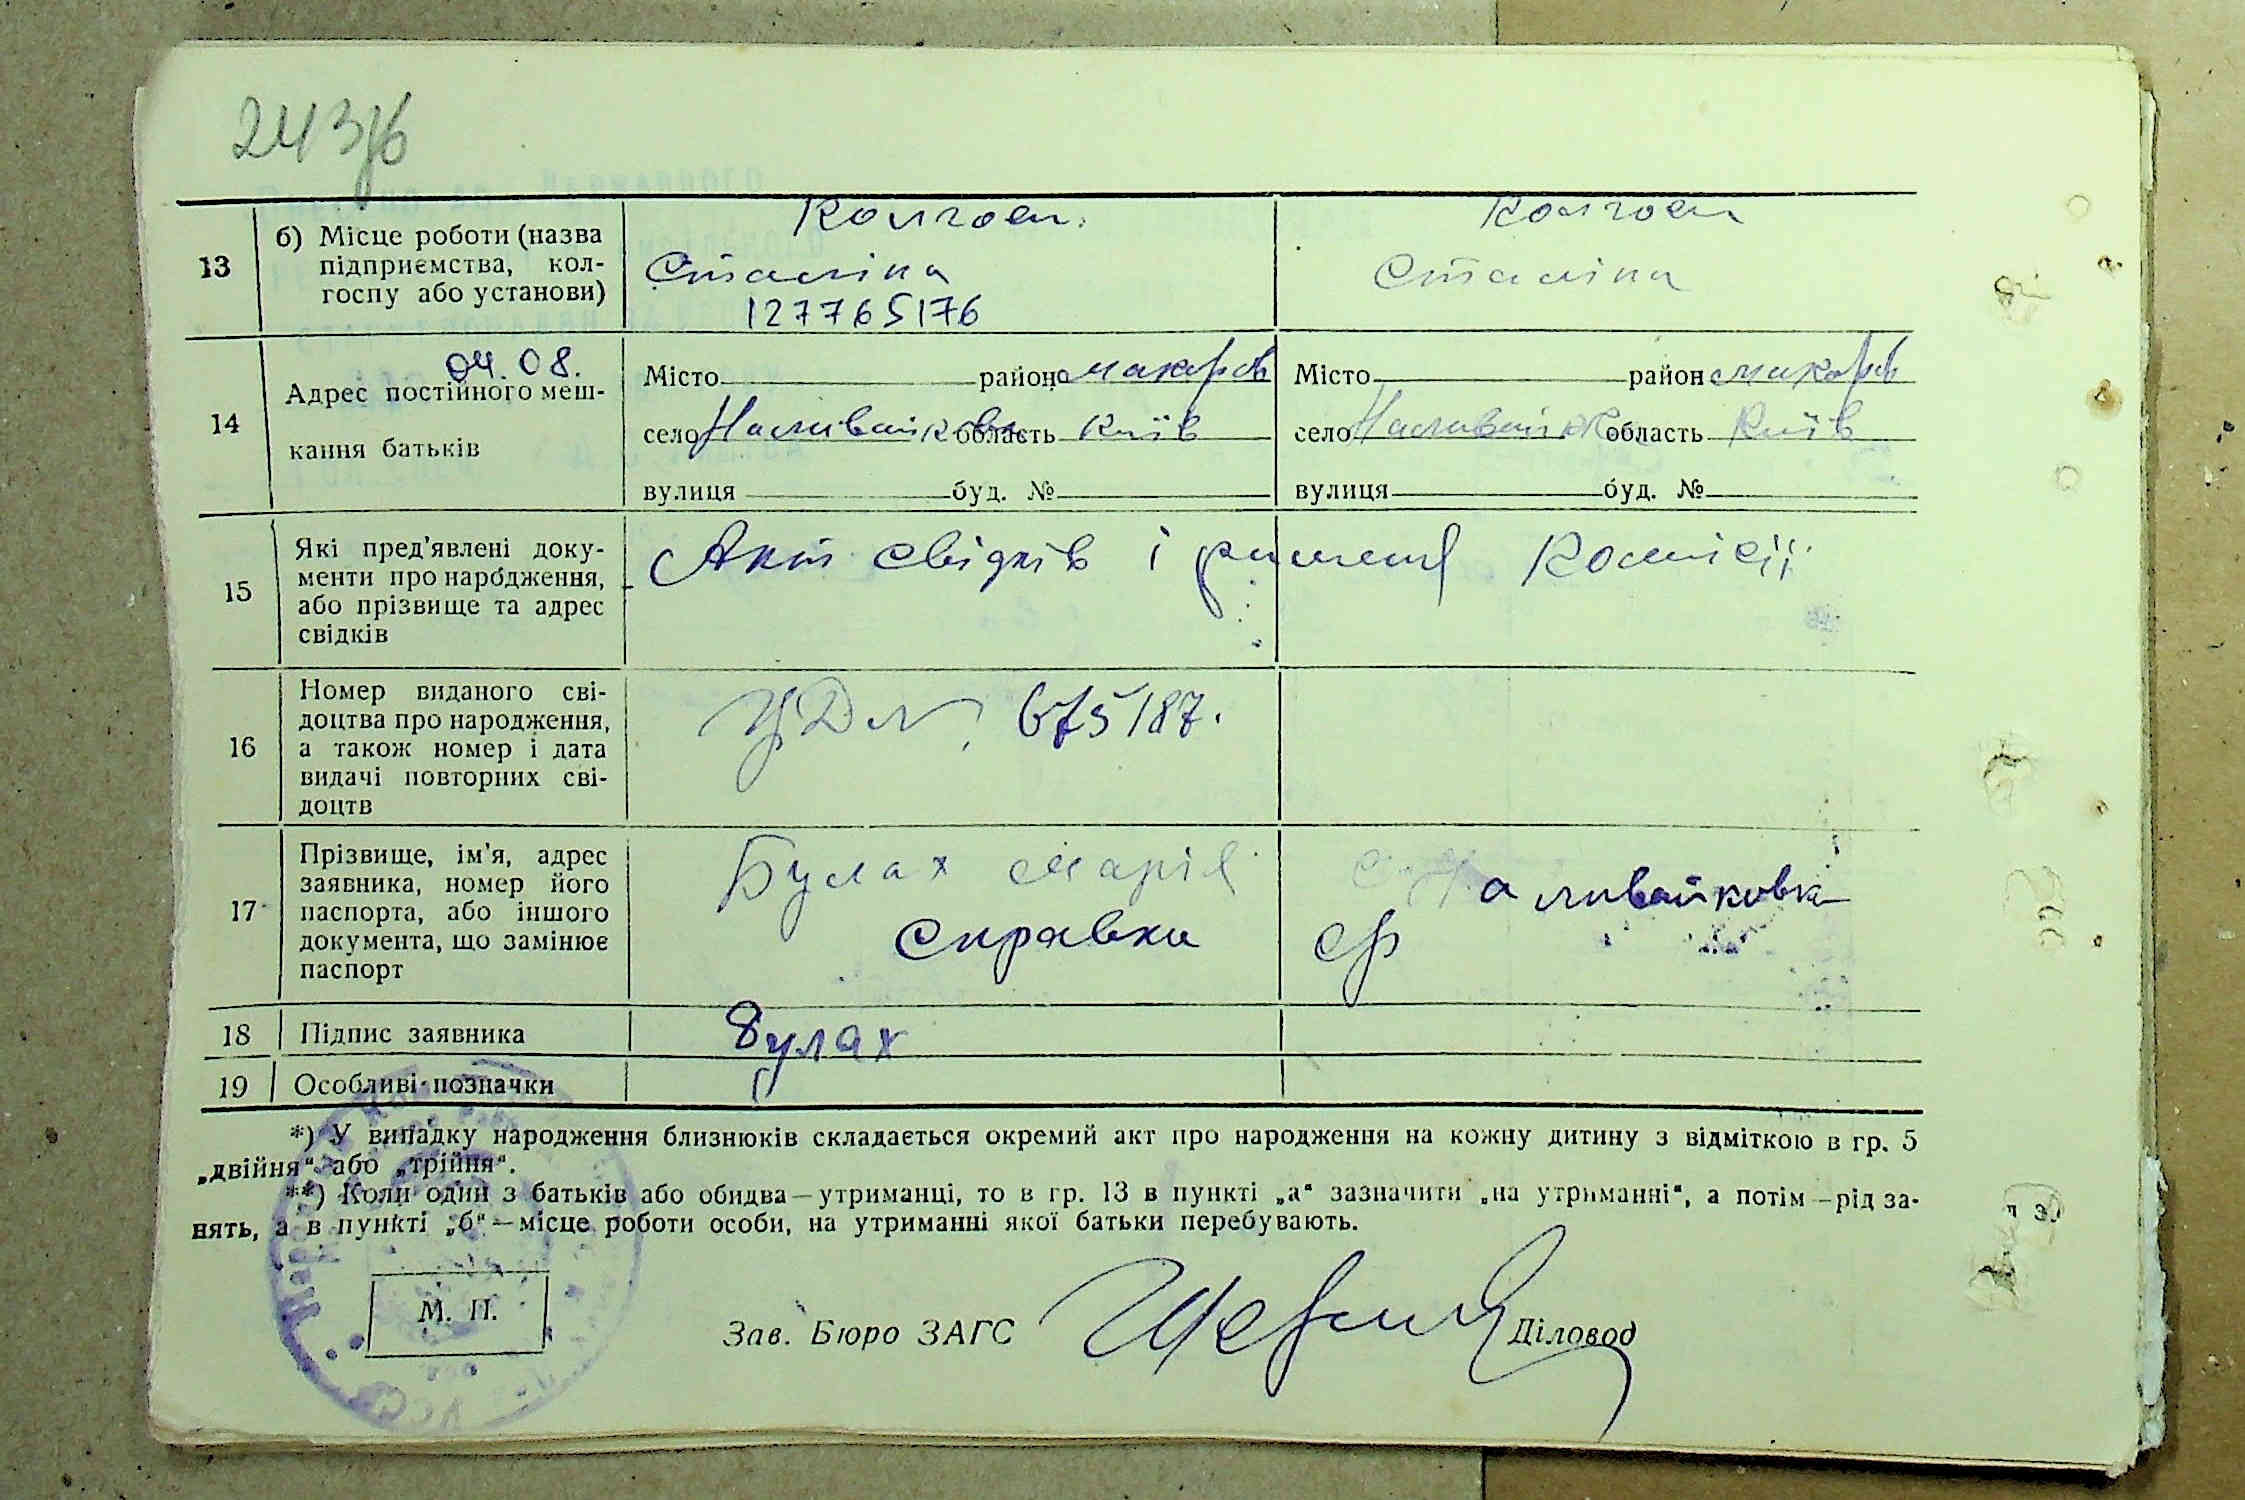 243/6
13
б) Місце роботи (назва
підприємства, кол-
госпу або установи)
Колгосп.
Сталіна
127765176
Колгосп
Сталіна
14
04.08.
Адрес постійного меш-
кання батьків
Місто район Макарів
село Наливайковка область Київ
вулиця буд. №
Місто район Макарів
село Наливайк область Київ
вулиця буд. №
15
Які пред'явлені доку-
менти про народження,
або прізвище та адрес
свідків
Акт свідків і рішення Комісії
16
Номер виданого сві-
доцтва про народження,
а також номер і дата
видачі повторних сві-
доцтв
675187.
17
Прізвище, ім'я, адрес
заявника, номер його
паспорта, або іншого
документа, що замінює
паспорт
Булах Марія
справка
с. Наливайковка
18
Підпис заявника
Булах
19
Особливі позначки
*) У випадку народження близнюків складається окремий акт про народження на кожну дитину з відміткою в гр. 5
„двійня“ або „трійня“.
**) Коли один з батьків або обидва—утриманці, то в гр. 13 в пункті „а“ зазначити „на утриманні“, а потім—рід за-
нять, а в пункті „б“—місце роботи особи, на утриманні якої батьки перебувають.
М. П.
Зав. Бюро ЗАГС
Діловод